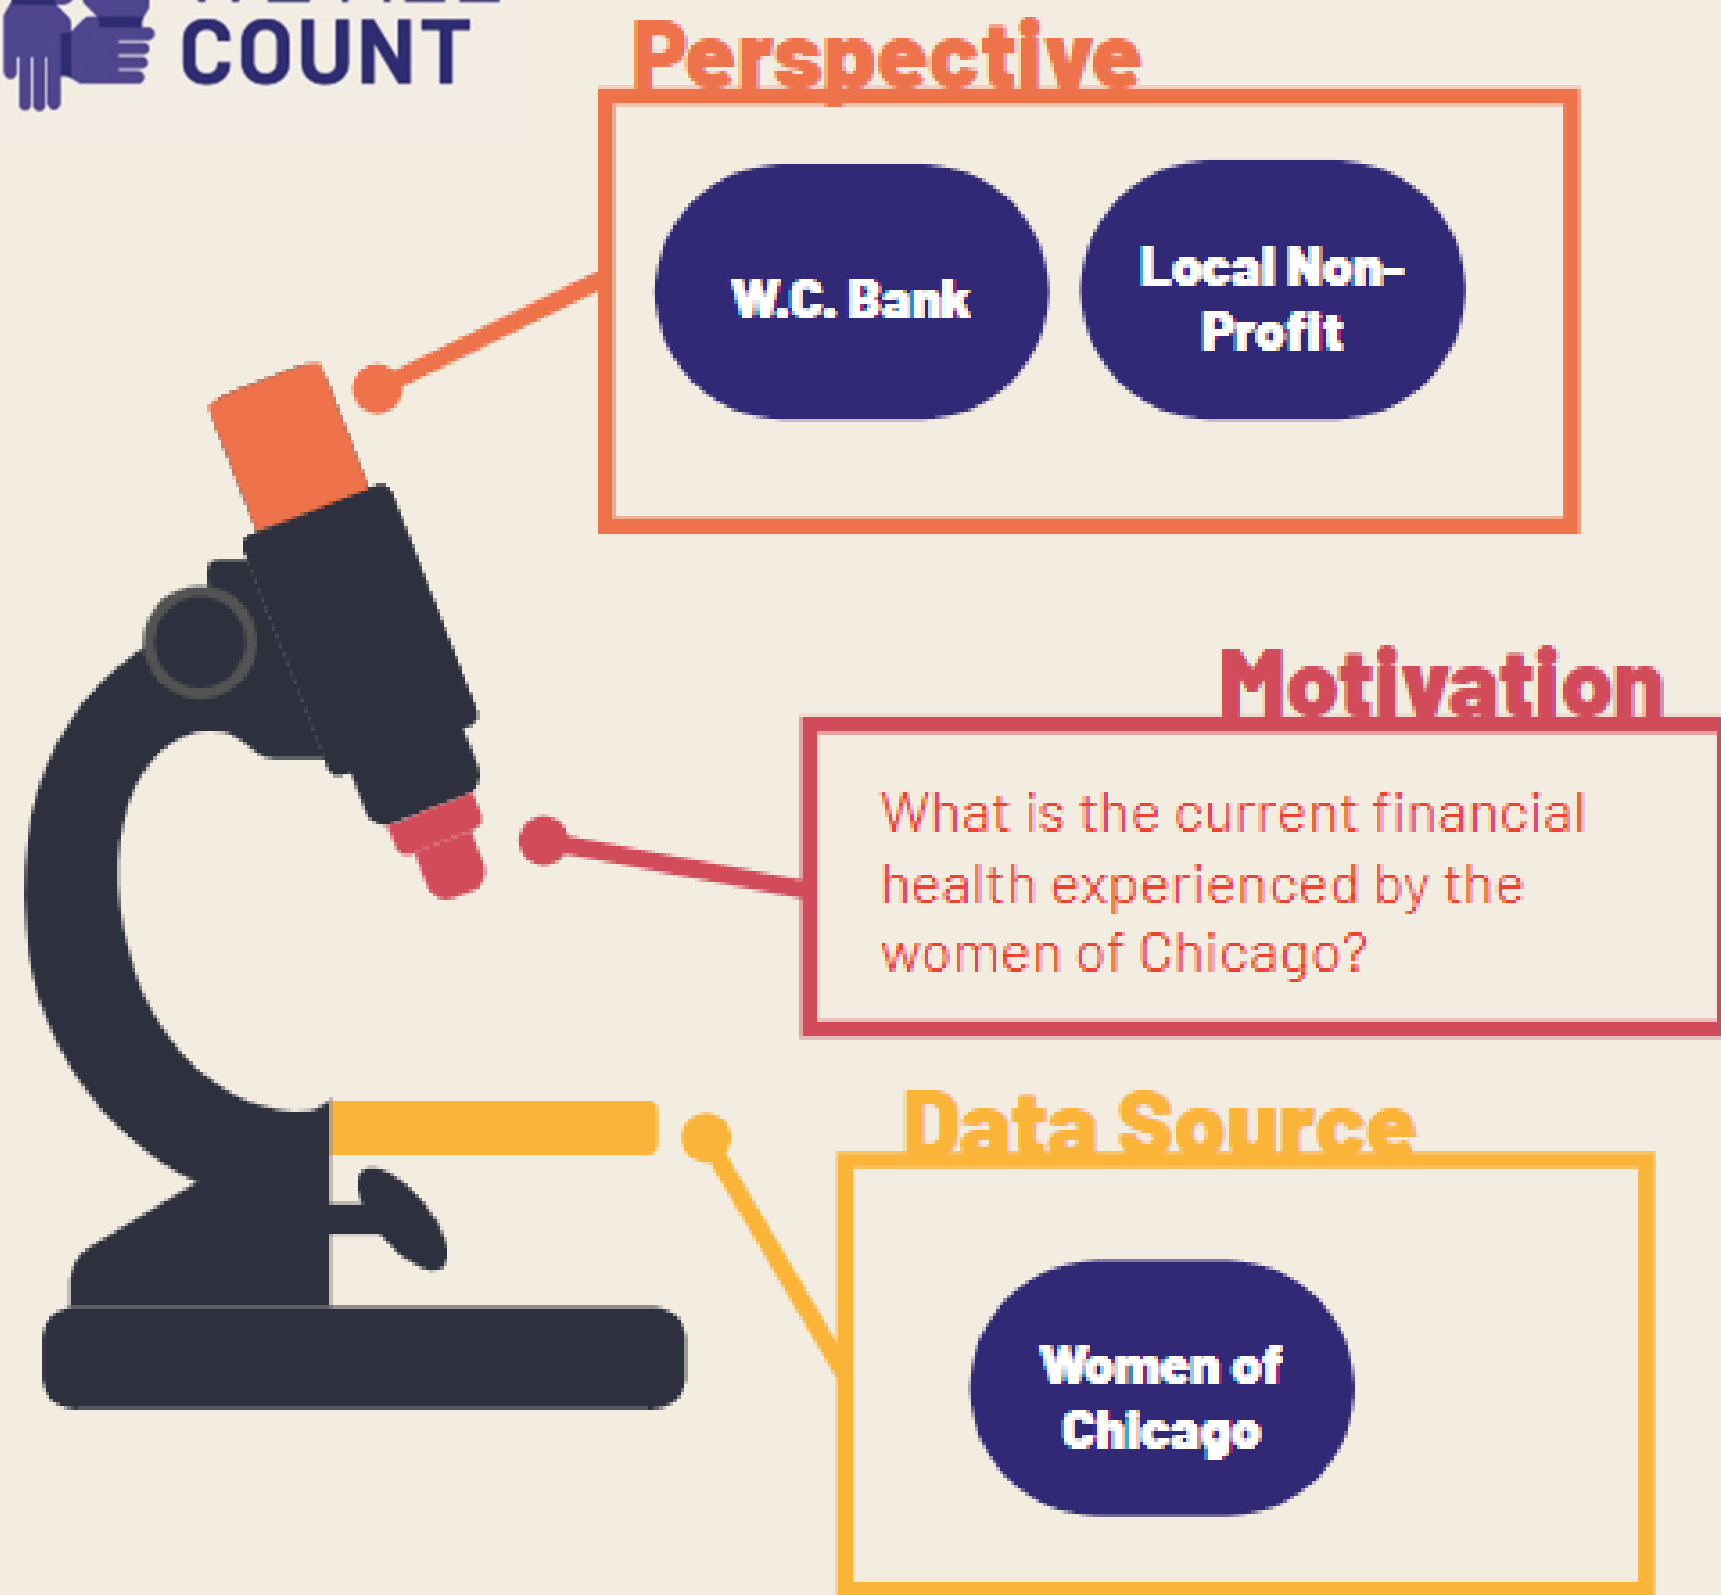 COUNT
Perspective
W.C. Bank
Local Non-
Profit
Motivation
What is the current financial
health experienced by the
women of Chicago?
Data Source
Women of
Chicago